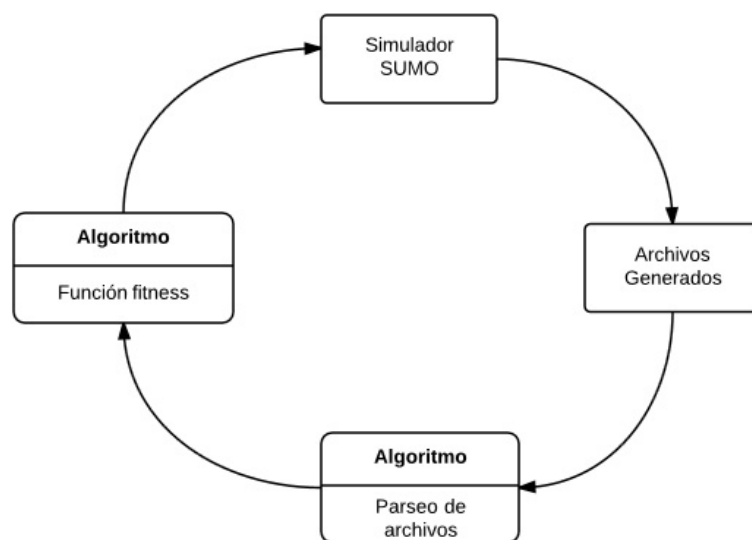 Simulador
SUMO
Algoritmo
Función fitness
Archivos
Generados
Algoritmo
Parseo de
archivos